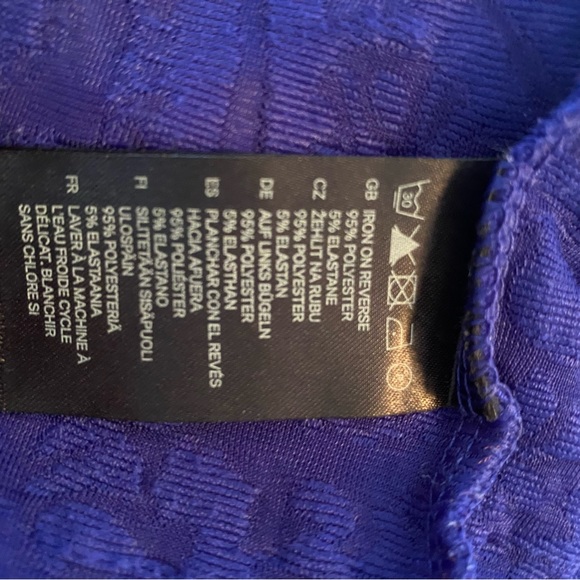 30
GB IRON ON REVERSE
95% POLYESTER
5% ELASTANE
CZ ŽEHLIT NA RUBU
95% POLYESTER
5% ELASTAN
DE AUF LINKS BÜGELN
95% POLYESTER
5% ELASTHAN
ES PLANCHAR CON EL REVÉS
HACIA AFUERA
95% POLIÉSTER
5% ELASTANO
FI SILITETÄÄN SISÄPUOLI
ULOSPÄIN
95% POLYESTERIÄ
5% ELASTAANIA
FR LAVER À LA MACHINE À
L'EAU FROIDE CYCLE
DÉLICAT, BLANCHIR
SANS CHLORE SI